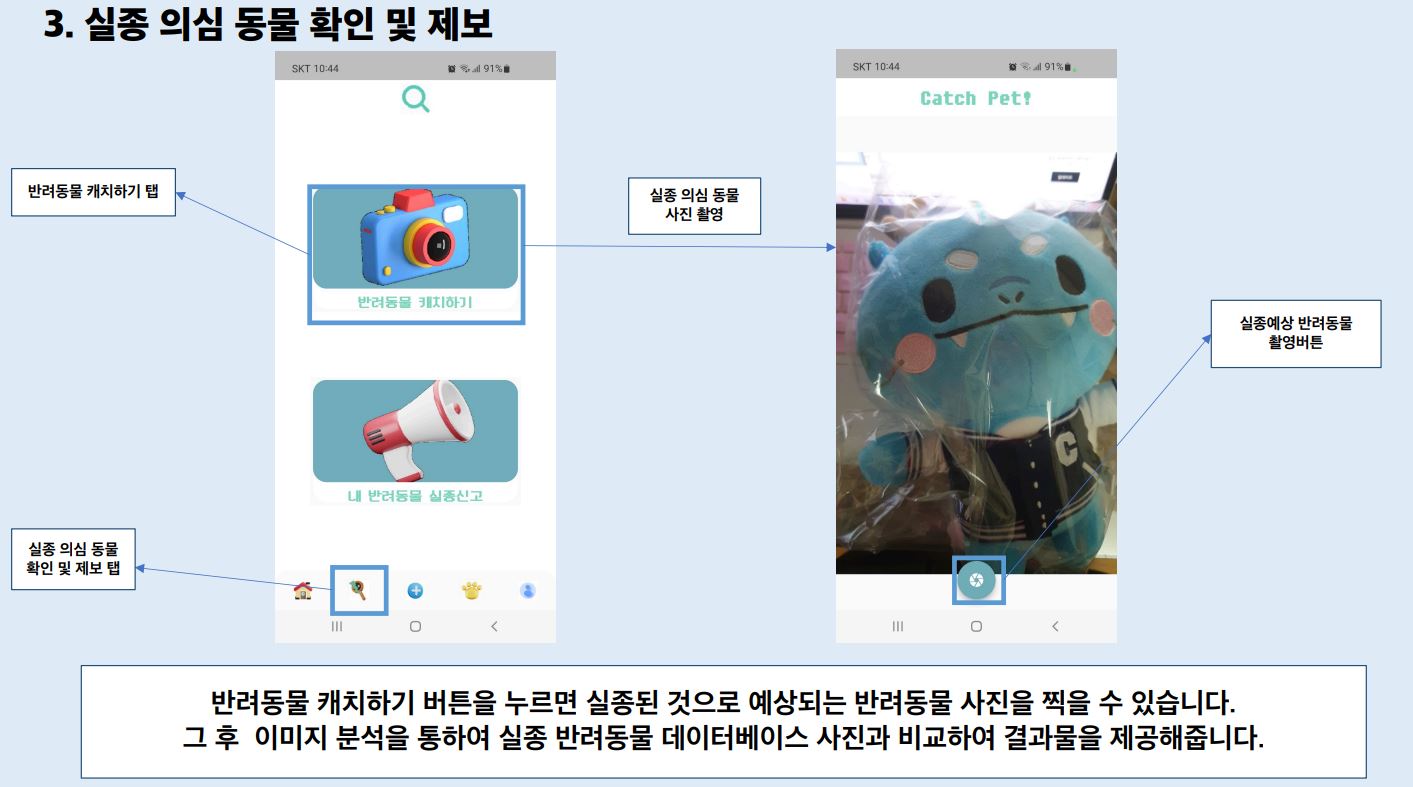 3. 실종 의심 동물 확인 및 제보
SKT 10:44
91%
반려동물 캐치하기 탭
반려동물 캐치하기
내 반려동물 실종신고
실종 의심 동물
확인 및 제보 탭
실종 의심 동물
사진 촬영
SKT 10:44
91%
Catch Pet!
C
실종예상 반려동물
촬영버튼
반려동물 캐치하기 버튼을 누르면 실종된 것으로 예상되는 반려동물 사진을 찍을 수 있습니다.
그 후 이미지 분석을 통하여 실종 반려동물 데이터베이스 사진과 비교하여 결과물을 제공해줍니다.